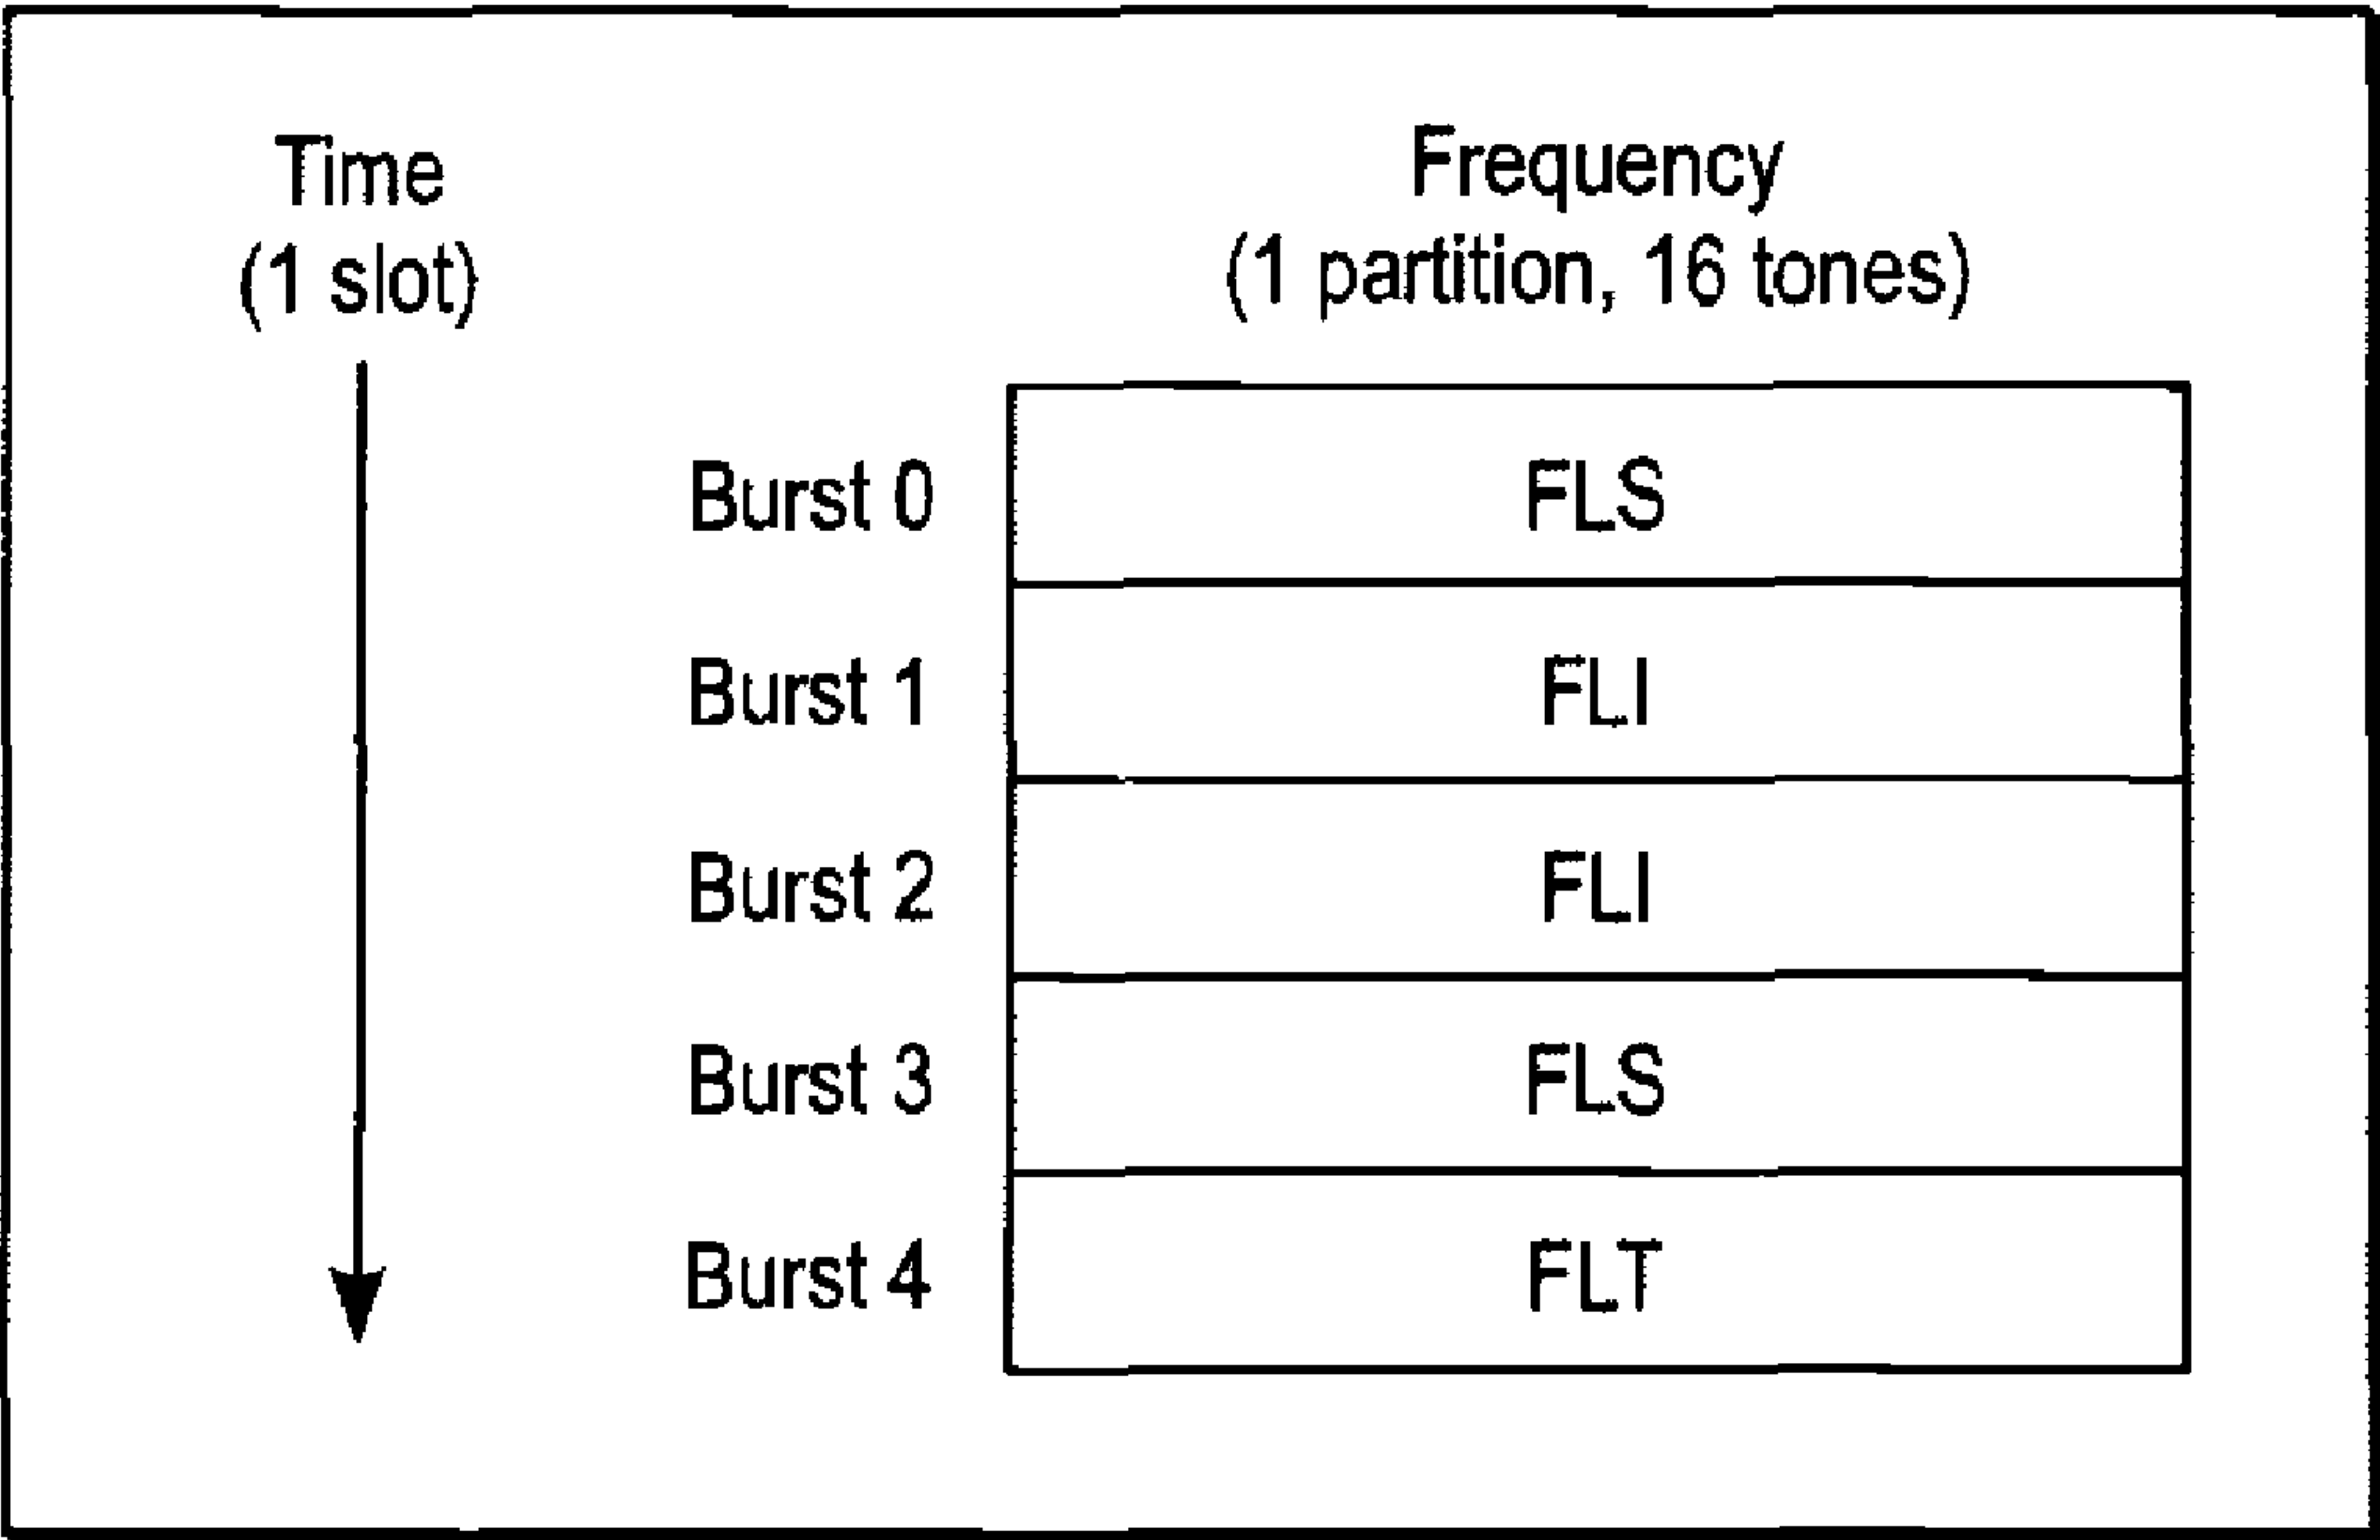 Time
(1 slot)
Frequency
(1 partition, 16 tones)
Burst 0 FLS
Burst 1 FLI
Burst 2 FLI
Burst 3 FLS
Burst 4 FLT